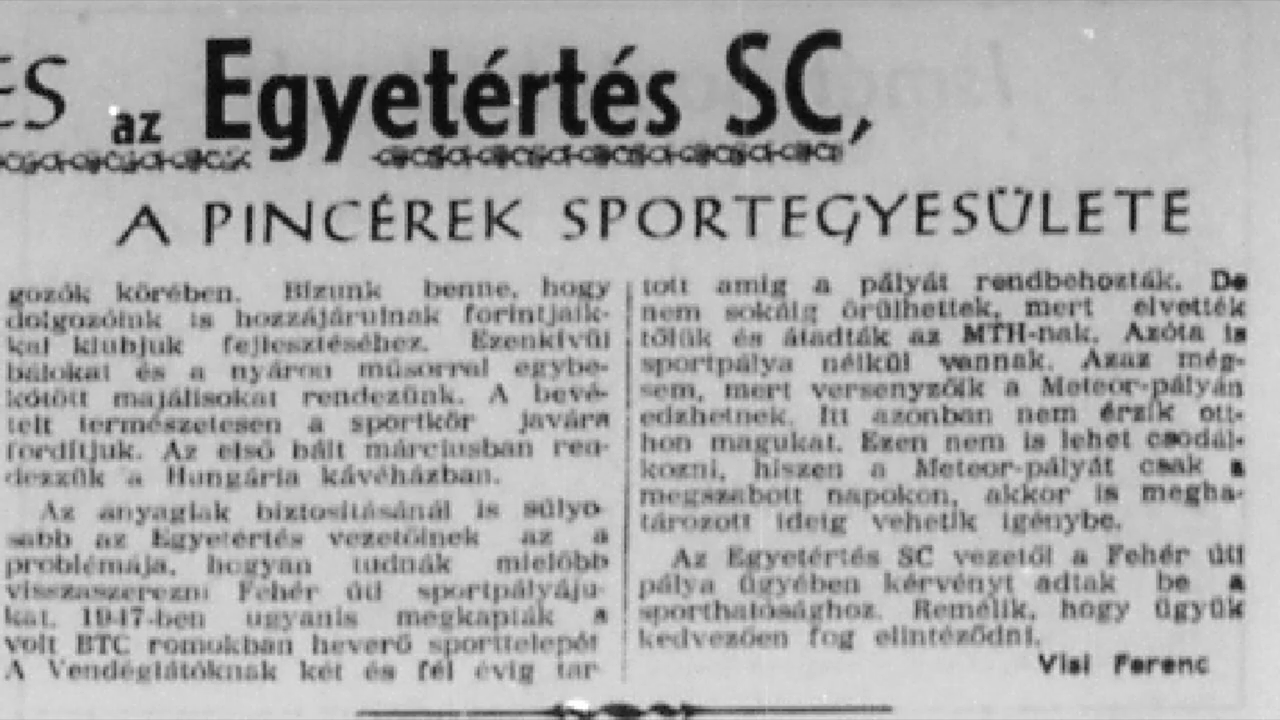 ES az Egyetértés SC,
A PINCÉREK SPORTEGYESÜLETE
gozók körében. Bízunk benne, hogy
dolgozóink is hozzájárulnak forintjaik-
kal klubjuk fejlesztéséhez. Ezenkívül
bálokat és a nyáron műsorral egybe-
kötött majálisokat rendezünk. A bevé-
telt természetesen a sportkör javára
fordítjuk. Az első bált márciusban ren-
dezzük a Hungária kávéházban.
Az anyagiak biztosításánál is súlyo-
sabb az Egyetértés vezetőinek az a
problémája, hogyan tudnák mielőbb
visszaszerezni Fehér úti sportpályáju-
kat. 1947-ben ugyanis megkapták a
volt BTC romokban heverő sporttelepét
A Vendéglátóknak két és fél évig tar-
tott amíg a pályát rendbehozták. De
nem sokáig örülhettek, mert elvették
tőlük és átadták az MTH-nak. Azóta is
sportpálya nélkül vannak. Azaz még-
sem, mert versenyzőik a Meteor-pályán
edzhetnek. Itt azonban nem érzik ott-
hon magukat. Ezen nem is lehet csodál-
kozni, hiszen a Meteor-pályát csak a
megszabott napokon, akkor is megha-
tározott ideig vehetik igénybe.
Az Egyetértés SC vezetői a Fehér úti
pálya ügyében kérvényt adtak be a
sporthatósághoz. Remélik, hogy ügyük
kedvezően fog elintéződni.
Visi Ferenc